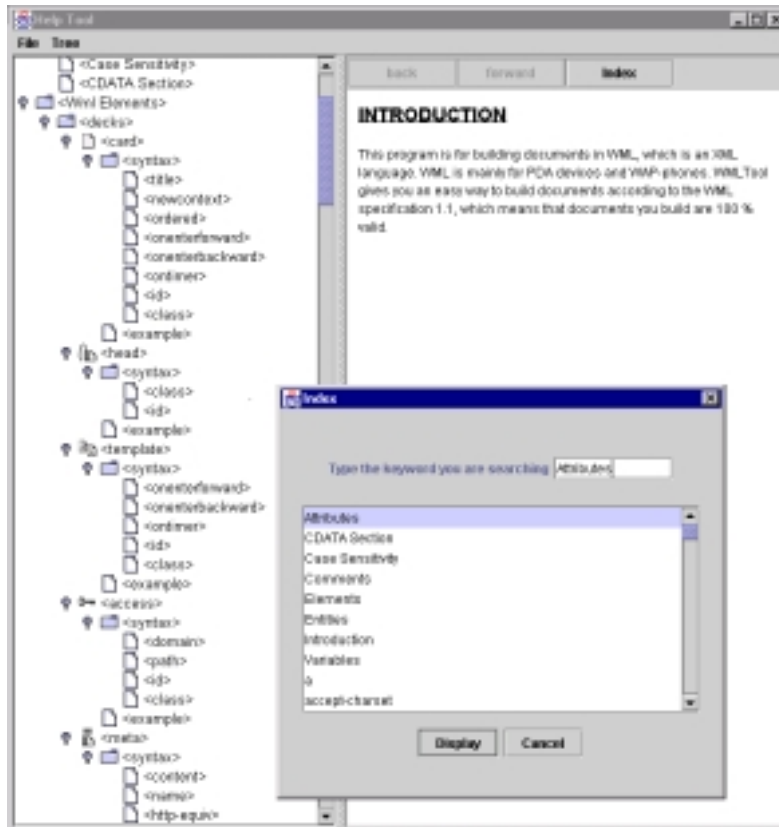 Help Tool
File Tree
<Case Sensitivity>
<CDATA Section>
<Wml Elements>
<decks>
<card>
<syntax>
<title>
<newcontext>
<ordered>
<onenterforward>
<onenterbackward>
<ontimer>
<id>
<class>
<example>
<head>
<syntax>
<class>
<id>
<example>
<template>
<syntax>
<onenterforward>
<onenterbackward>
<ontimer>
<id>
<class>
<example>
<access>
<syntax>
<domain>
<path>
<id>
<class>
<example>
<meta>
<syntax>
<content>
<name>
<http-equiv>
back forward Index
INTRODUCTION
This program is for building documents in WML, which is an XML
language. WML is mainly for PDA devices and WAP-phones. WMLTool
gives you an easy way to build documents according to the WML
specification 1.1, which means that documents you build are 100 %
valid.
Index
Type the keyword you are searching Attributes
Attributes
CDATA Section
Case Sensitivity
Comments
Elements
Entities
Introduction
Variables
a
accept-charset
Display Cancel